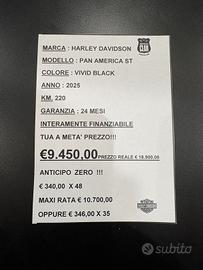 MARCA : HARLEY DAVIDSON
MODELLO : PAN AMERICA ST
COLORE : VIVID BLACK
ANNO : 2025
KM. 220
GARANZIA : 24 MESI
INTERAMENTE FINANZIABILE
TUA A META' PREZZO!!!
€9.450,00 PREZZO REALE € 18.900,00
ANTICIPO ZERO !!!
€ 340,00 X 48
MAXI RATA € 10.700,00
OPPURE € 346,00 X 35
subito